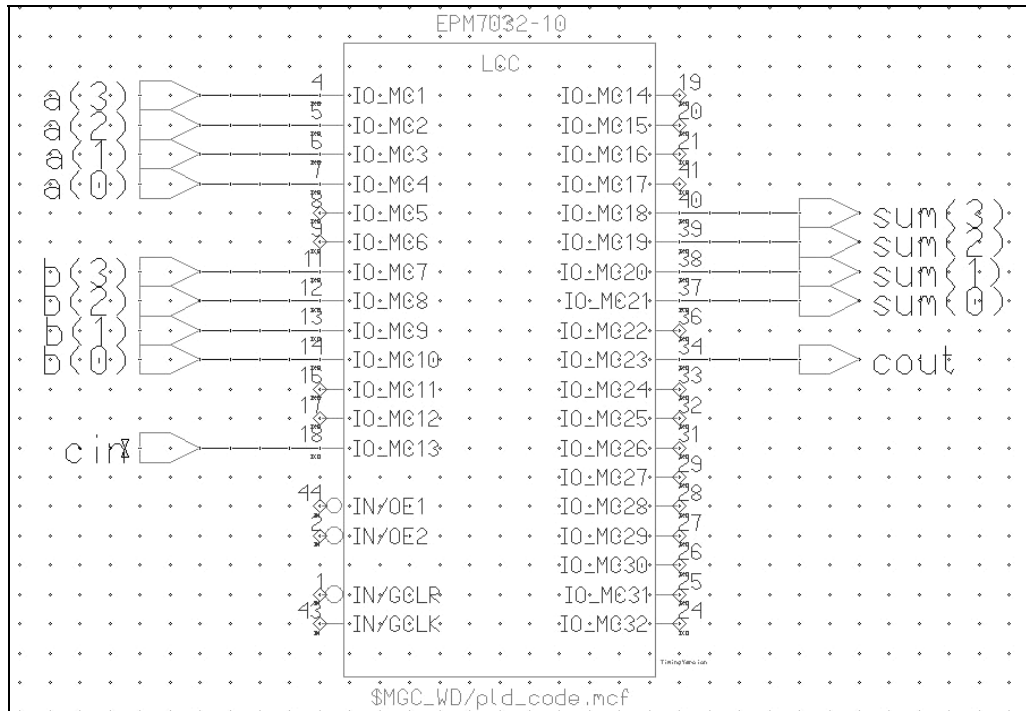 EPM7032-10
LCC
a(3) 4 IO_MC1 IO_MC14 19
a(2) 5 IO_MC2 IO_MC15 20
a(1) 6 IO_MC3 IO_MC16 21
a(0) 7 IO_MC4 IO_MC17 41
8 IO_MC5 IO_MC18 40 sum(3)
9 IO_MC6 IO_MC19 39 sum(2)
b(3) 11 IO_MC7 IO_MC20 38 sum(1)
b(2) 12 IO_MC8 IO_MC21 37 sum(0)
b(1) 13 IO_MC9 IO_MC22 36
b(0) 14 IO_MC10 IO_MC23 34 cout
16 IO_MC11 IO_MC24 33
17 IO_MC12 IO_MC25 32
cin 18 IO_MC13 IO_MC26 31
IO_MC27 29
44 IN/OE1 IO_MC28 28
2 IN/OE2 IO_MC29 27
IO_MC30 26
1 IN/GCLR IO_MC31 25
43 IN/GCLK IO_MC32 24
TimingVersion
$MGC_WD/pld_code.mcf